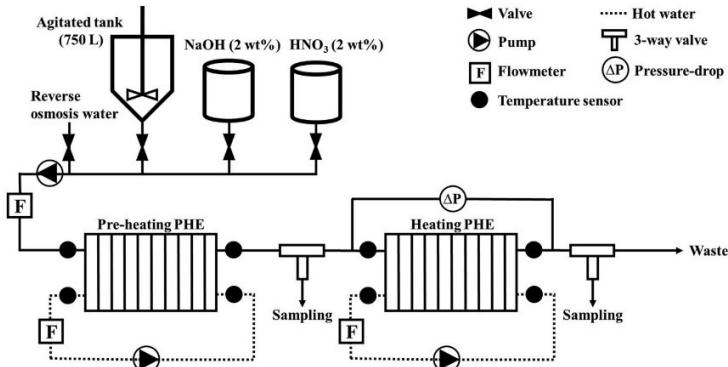 Agitated tank
(750 L)
NaOH (2 wt%)
HNO₃ (2 wt%)
Reverse
osmosis water
Valve
Pump
F
Flowmeter
Temperature sensor
Hot water
3-way valve
ΔP
Pressure-drop
F
Pre-heating PHE
ΔP
Heating PHE
Waste
Sampling
Sampling
F
F